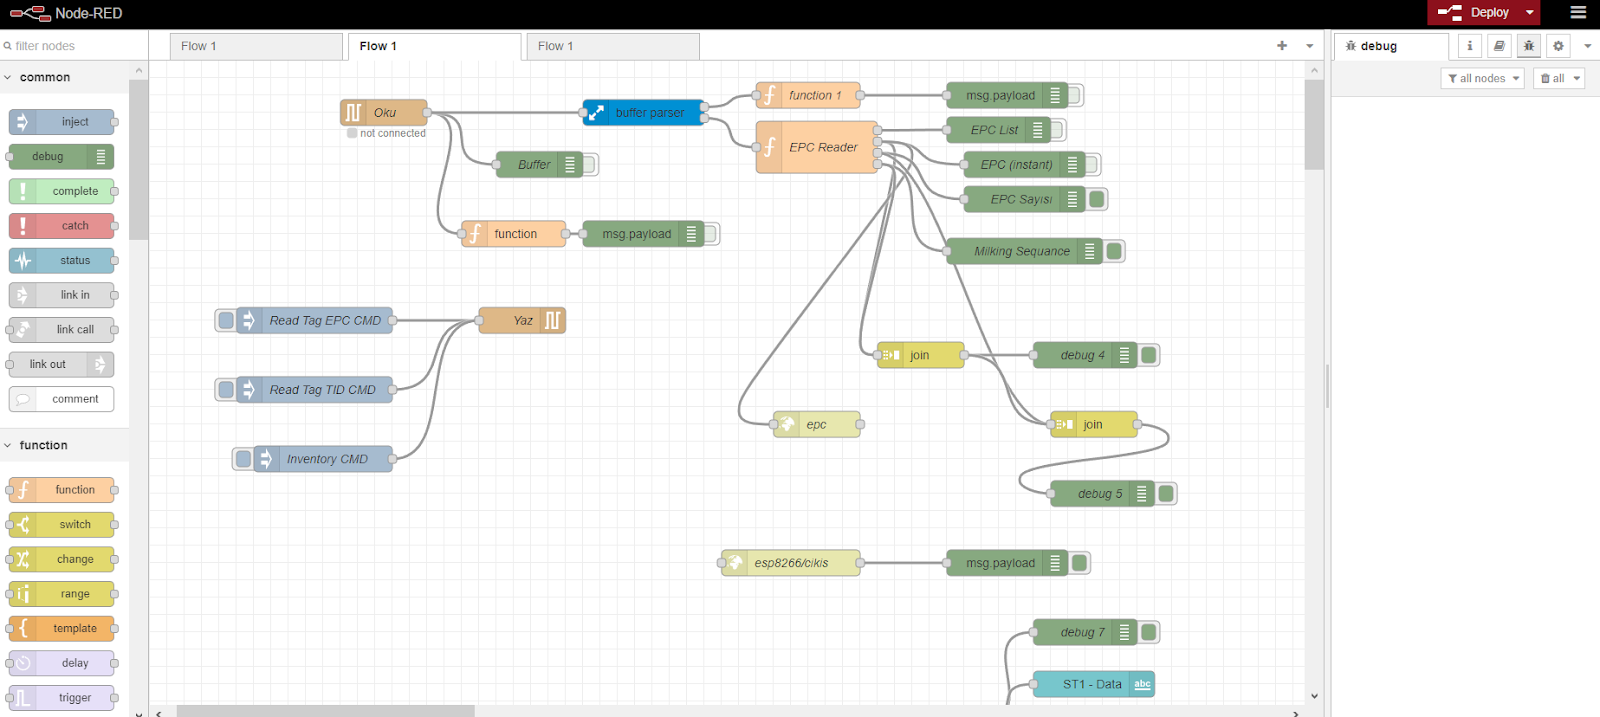 Node-RED
Deploy
filter nodes
Flow 1
Flow 1
Flow 1
debug
i
all nodes
all
common
inject
debug
complete
catch
status
link in
link call
link out
comment
function
function
switch
change
range
template
delay
trigger
Oku
not connected
buffer parser
function 1
msg.payload
EPC Reader
EPC List
Buffer
EPC (instant)
EPC Sayısı
function
msg.payload
Milking Sequance
Read Tag EPC CMD
Yaz
join
debug 4
Read Tag TID CMD
epc
join
Inventory CMD
debug 5
esp8266/cikis
msg.payload
debug 7
ST1 - Data
abc